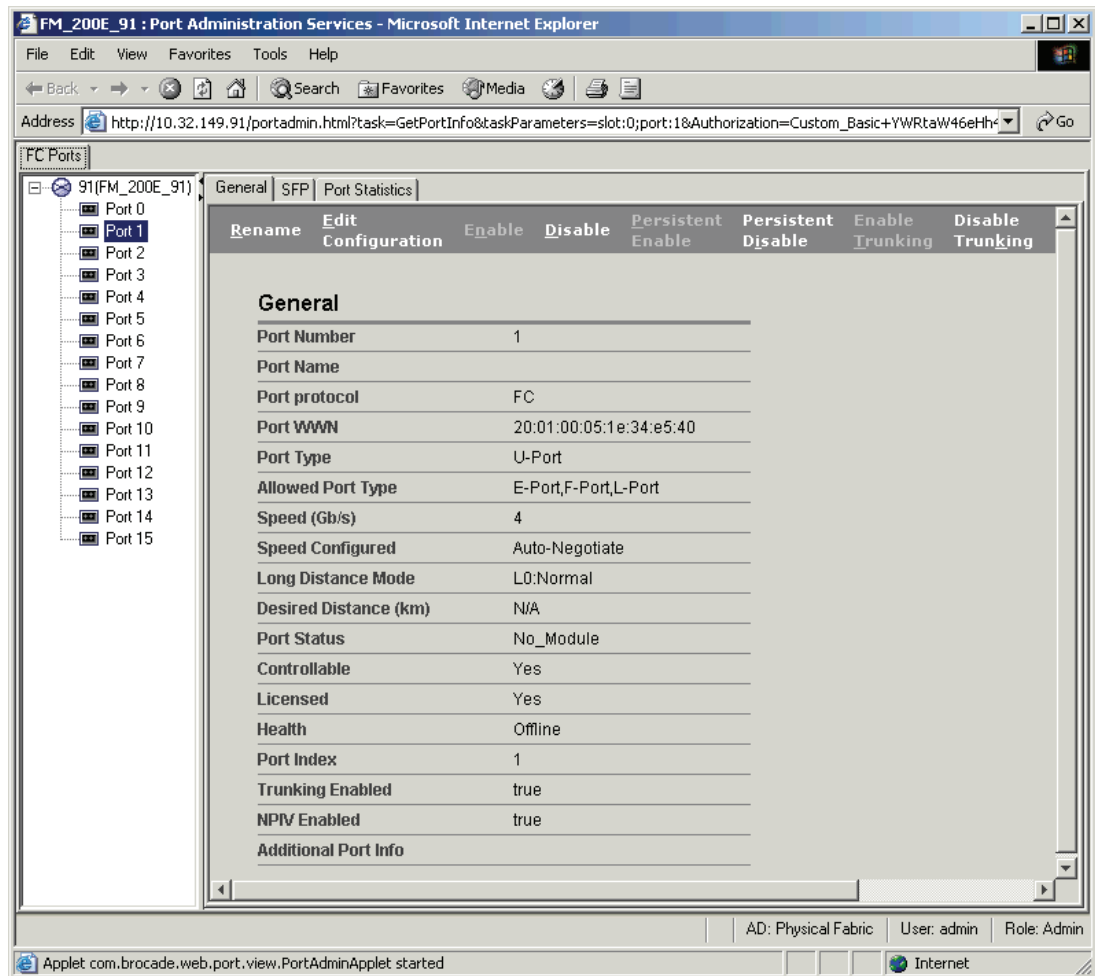 FM_200E_91 : Port Administration Services - Microsoft Internet Explorer
File Edit View Favorites Tools Help
Back Search Favorites Media
Address http://10.32.149.91/portadmin.html?task=GetPortInfo&taskParameters=slot:0;port:1&Authorization=Custom_Basic+YWRtaW46eHh4 Go
FC Ports
91(FM_200E_91)
Port 0
Port 1
Port 2
Port 3
Port 4
Port 5
Port 6
Port 7
Port 8
Port 9
Port 10
Port 11
Port 12
Port 13
Port 14
Port 15
General SFP Port Statistics
Rename Edit Configuration Enable Disable Persistent Enable Persistent Disable Enable Trunking Disable Trunking
General
Port Number 1
Port Name
Port protocol FC
Port WWN 20:01:00:05:1e:34:e5:40
Port Type U-Port
Allowed Port Type E-Port,F-Port,L-Port
Speed (Gb/s) 4
Speed Configured Auto-Negotiate
Long Distance Mode L0:Normal
Desired Distance (km) N/A
Port Status No_Module
Controllable Yes
Licensed Yes
Health Offline
Port Index 1
Trunking Enabled true
NPIV Enabled true
Additional Port Info
AD: Physical Fabric User: admin Role: Admin
Applet com.brocade.web.port.view.PortAdminApplet started Internet